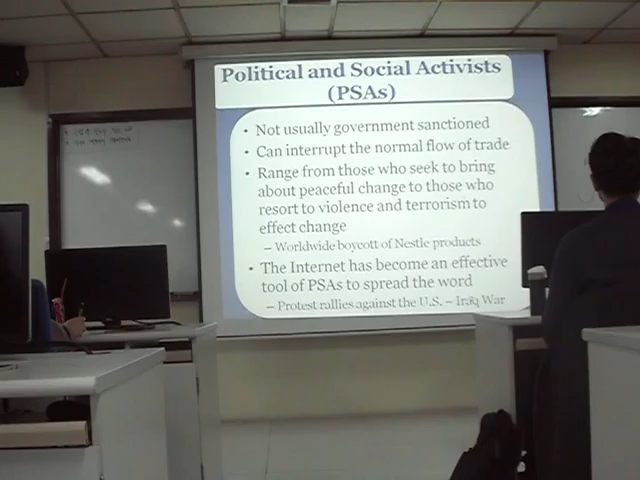 Political and Social Activists
(PSAs)
• Not usually government sanctioned
• Can interrupt the normal flow of trade
• Range from those who seek to bring
about peaceful change to those who
resort to violence and terrorism to
effect change
– Worldwide boycott of Nestle products
• The Internet has become an effective
tool of PSAs to spread the word
– Protest rallies against the U.S. – Iraq War